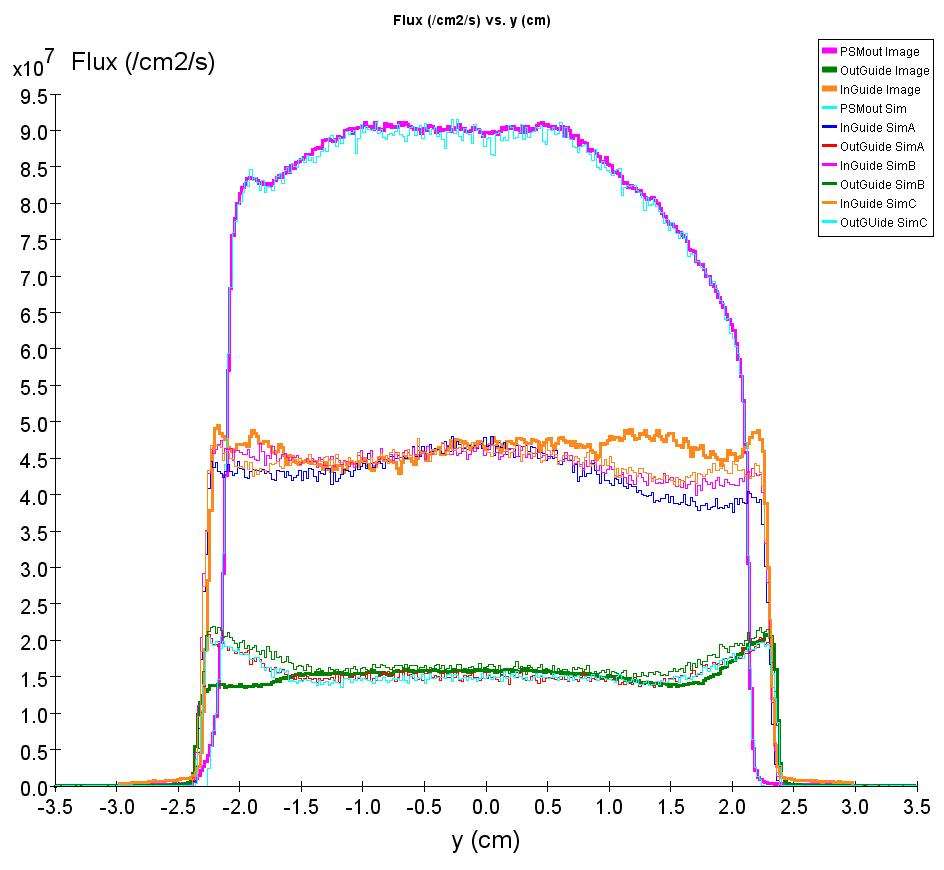 Flux (/cm2/s) vs. y (cm)
x10^7 Flux (/cm2/s)
PSMout Image
OutGuide Image
InGuide Image
PSMout Sim
InGuide SimA
OutGuide SimA
InGuide SimB
OutGuide SimB
InGuide SimC
OutGUide SimC
9.5
9.0
8.5
8.0
7.5
7.0
6.5
6.0
5.5
5.0
4.5
4.0
3.5
3.0
2.5
2.0
1.5
1.0
0.5
0.0
-3.5 -3.0 -2.5 -2.0 -1.5 -1.0 -0.5 0.0 0.5 1.0 1.5 2.0 2.5 3.0 3.5
y (cm)